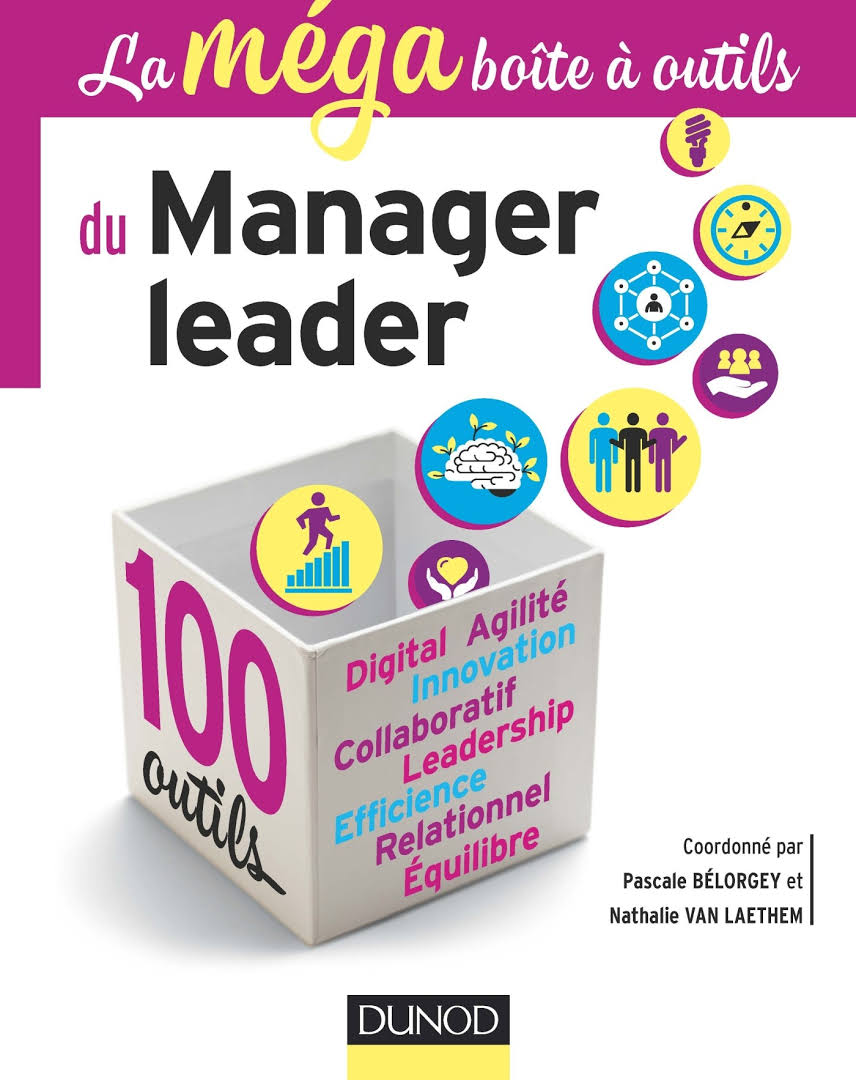 La méga boîte à outils
du Manager
leader
100
outils
Digital Agilité
Innovation
Collaboratif
Leadership
Efficience
Relationnel
Équilibre
Coordonné par
Pascale BÉLORGEY et
Nathalie VAN LAETHEM
DUNOD